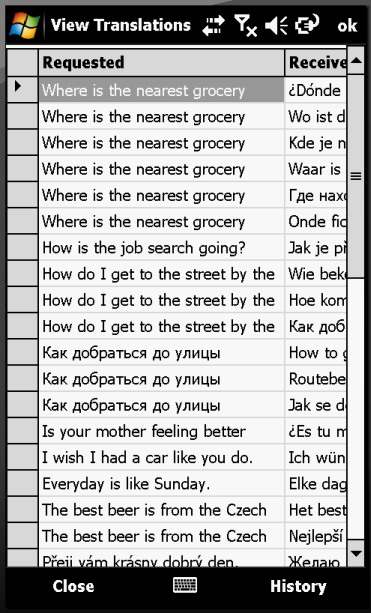 View Translations ok
Requested Receive
Where is the nearest grocery ¿Dónde
Where is the nearest grocery Wo ist d
Where is the nearest grocery Kde je n
Where is the nearest grocery Waar is
Where is the nearest grocery Где нахо
Where is the nearest grocery Onde fic
How is the job search going? Jak je př
How do I get to the street by the Wie beko
How do I get to the street by the Hoe kom
How do I get to the street by the Как доб
Как добраться до улицы How to g
Как добраться до улицы Routebe
Как добраться до улицы Jak se do
Is your mother feeling better ¿Es tu m
I wish I had a car like you do. Ich wün
Everyday is like Sunday. Elke dag
The best beer is from the Czech Het best
The best beer is from the Czech Nejlepší
Přeji vám krásny dobrý den. Желаю
Close History